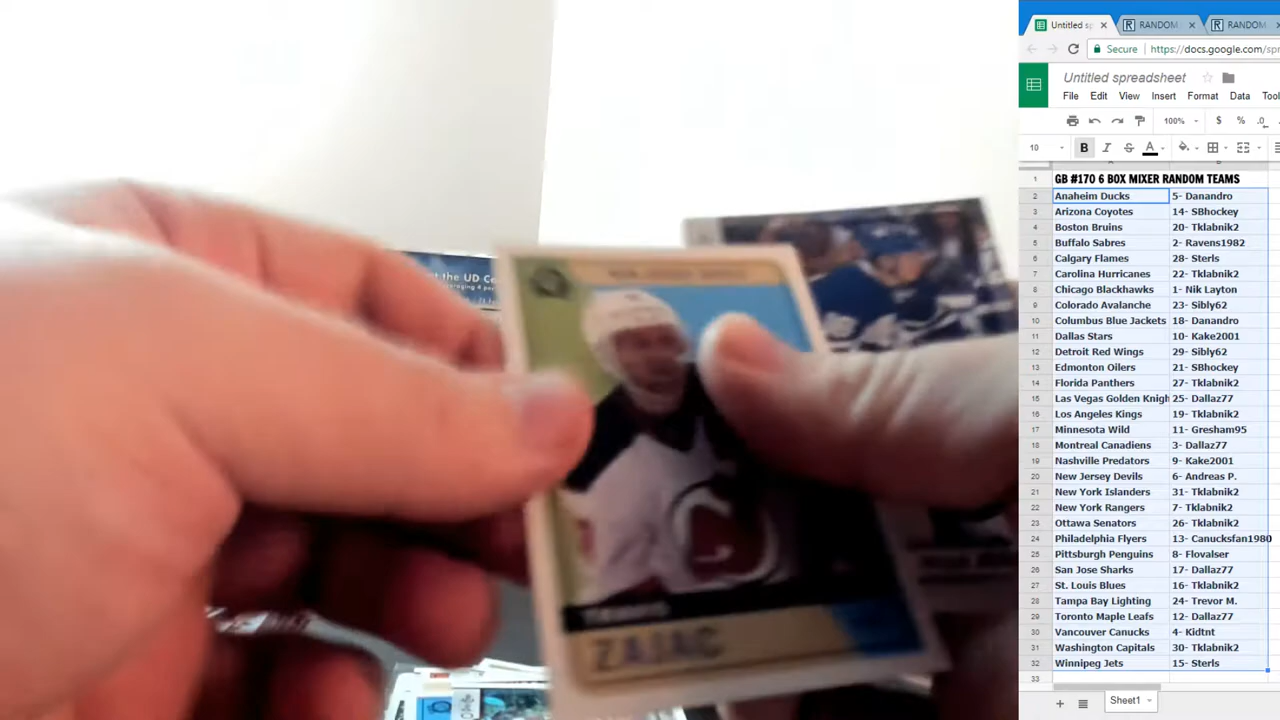 Untitled sp
RANDOM
RANDOM
Secure
https://docs.google.com/spr
Untitled spreadsheet
File Edit View Insert Format Data Tool
100% $ % .0
10 B I S A
1 GB #170 6 BOX MIXER RANDOM TEAMS
2 Anaheim Ducks 5- Danandro
3 Arizona Coyotes 14- SBhockey
4 Boston Bruins 20- Tklabnik2
5 Buffalo Sabres 2- Ravens1982
6 Calgary Flames 28- Sterls
7 Carolina Hurricanes 22- Tklabnik2
8 Chicago Blackhawks 1- Nik Layton
9 Colorado Avalanche 23- Sibly62
10 Columbus Blue Jackets 18- Danandro
11 Dallas Stars 10- Kake2001
12 Detroit Red Wings 29- Sibly62
13 Edmonton Oilers 21- SBhockey
14 Florida Panthers 27- Tklabnik2
15 Las Vegas Golden Knigh 25- Dallaz77
16 Los Angeles Kings 19- Tklabnik2
17 Minnesota Wild 11- Gresham95
18 Montreal Canadiens 3- Dallaz77
19 Nashville Predators 9- Kake2001
20 New Jersey Devils 6- Andreas P.
21 New York Islanders 31- Tklabnik2
22 New York Rangers 7- Tklabnik2
23 Ottawa Senators 26- Tklabnik2
24 Philadelphia Flyers 13- Canucksfan1980
25 Pittsburgh Penguins 8- Flovalser
26 San Jose Sharks 17- Dallaz77
27 St. Louis Blues 16- Tklabnik2
28 Tampa Bay Lighting 24- Trevor M.
29 Toronto Maple Leafs 12- Dallaz77
30 Vancouver Canucks 4- Kidtnt
31 Washington Capitals 30- Tklabnik2
32 Winnipeg Jets 15- Sterls
33
Sheet1
t the UD Ce
ZAJAC